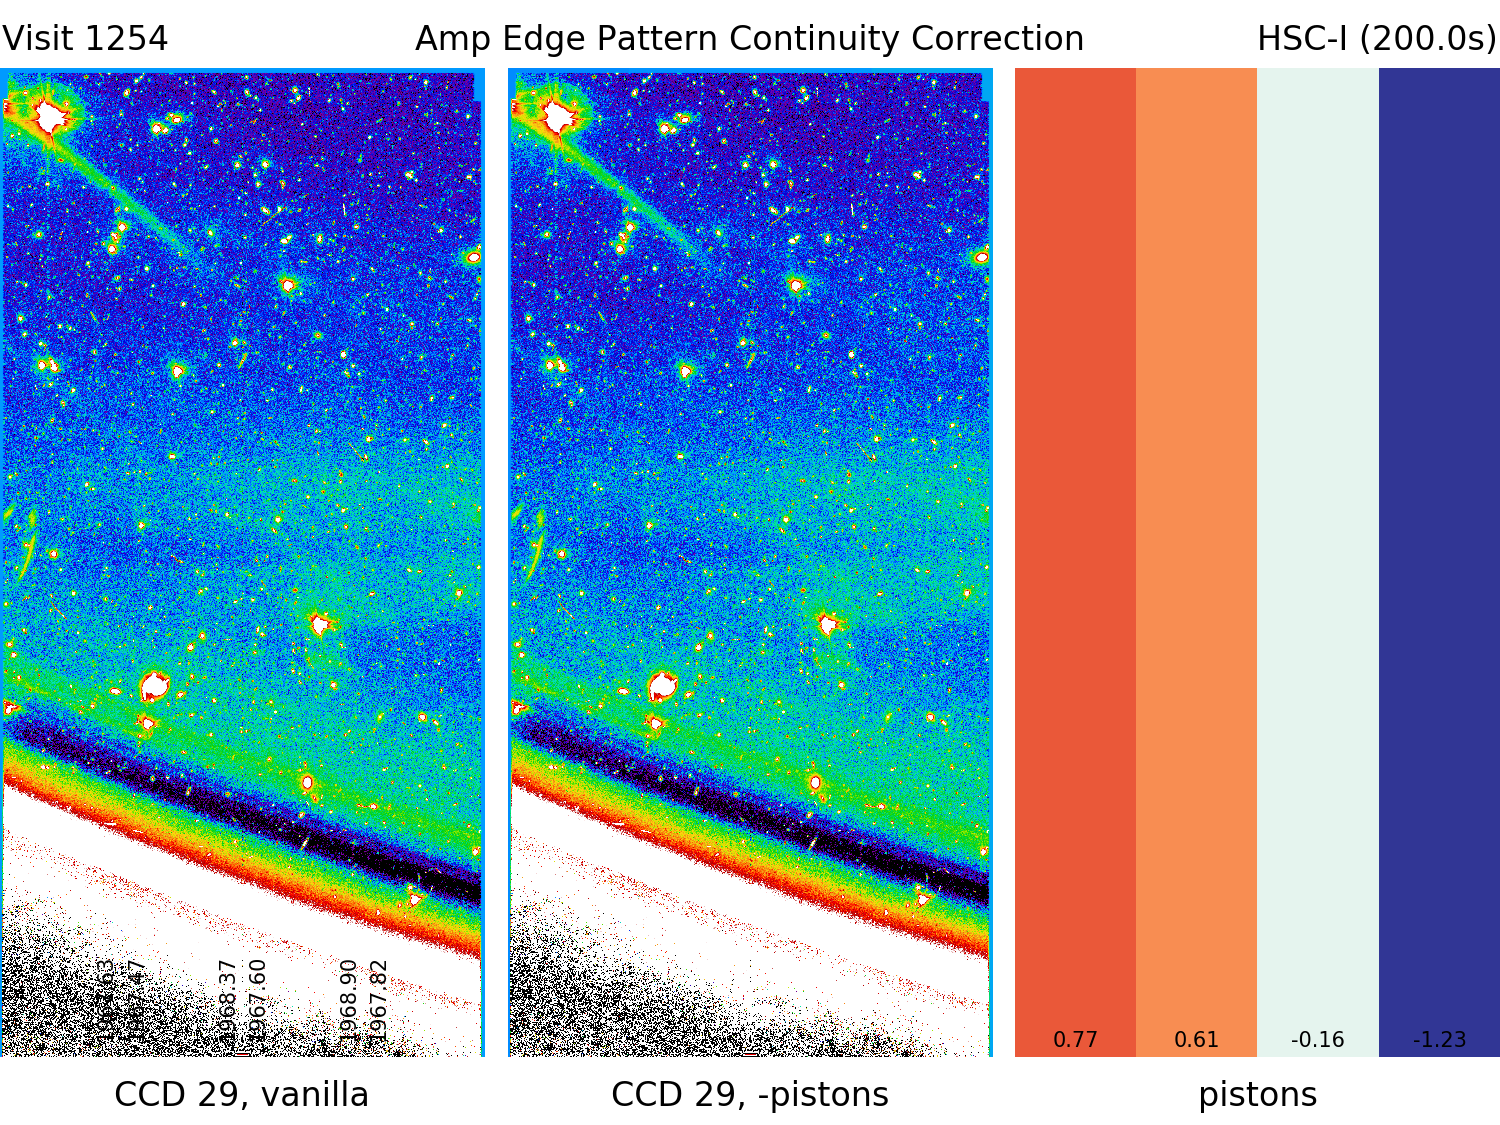 Visit 1254 Amp Edge Pattern Continuity Correction HSC-I (200.0s)
1968.37
1967.60
1968.90
1967.82
0.77 0.61 -0.16 -1.23
CCD 29, vanilla CCD 29, -pistons pistons